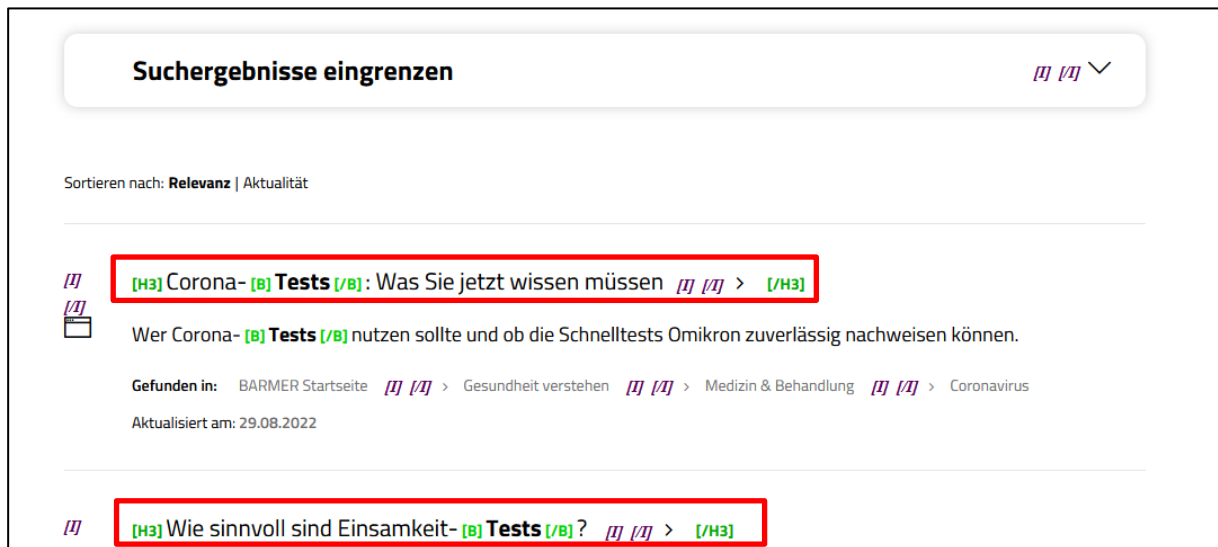 Suchergebnisse eingrenzen [I] [/I]
Sortieren nach: Relevanz | Aktualität
[I] [H3] Corona- [B] Tests [/B] : Was Sie jetzt wissen müssen [I] [/I] > [/H3]
[/I]
Wer Corona- [B] Tests [/B] nutzen sollte und ob die Schnelltests Omikron zuverlässig nachweisen können.
Gefunden in: BARMER Startseite [I] [/I] > Gesundheit verstehen [I] [/I] > Medizin & Behandlung [I] [/I] > Coronavirus
Aktualisiert am: 29.08.2022
[I] [H3] Wie sinnvoll sind Einsamkeit- [B] Tests [/B] ? [I] [/I] > [/H3]